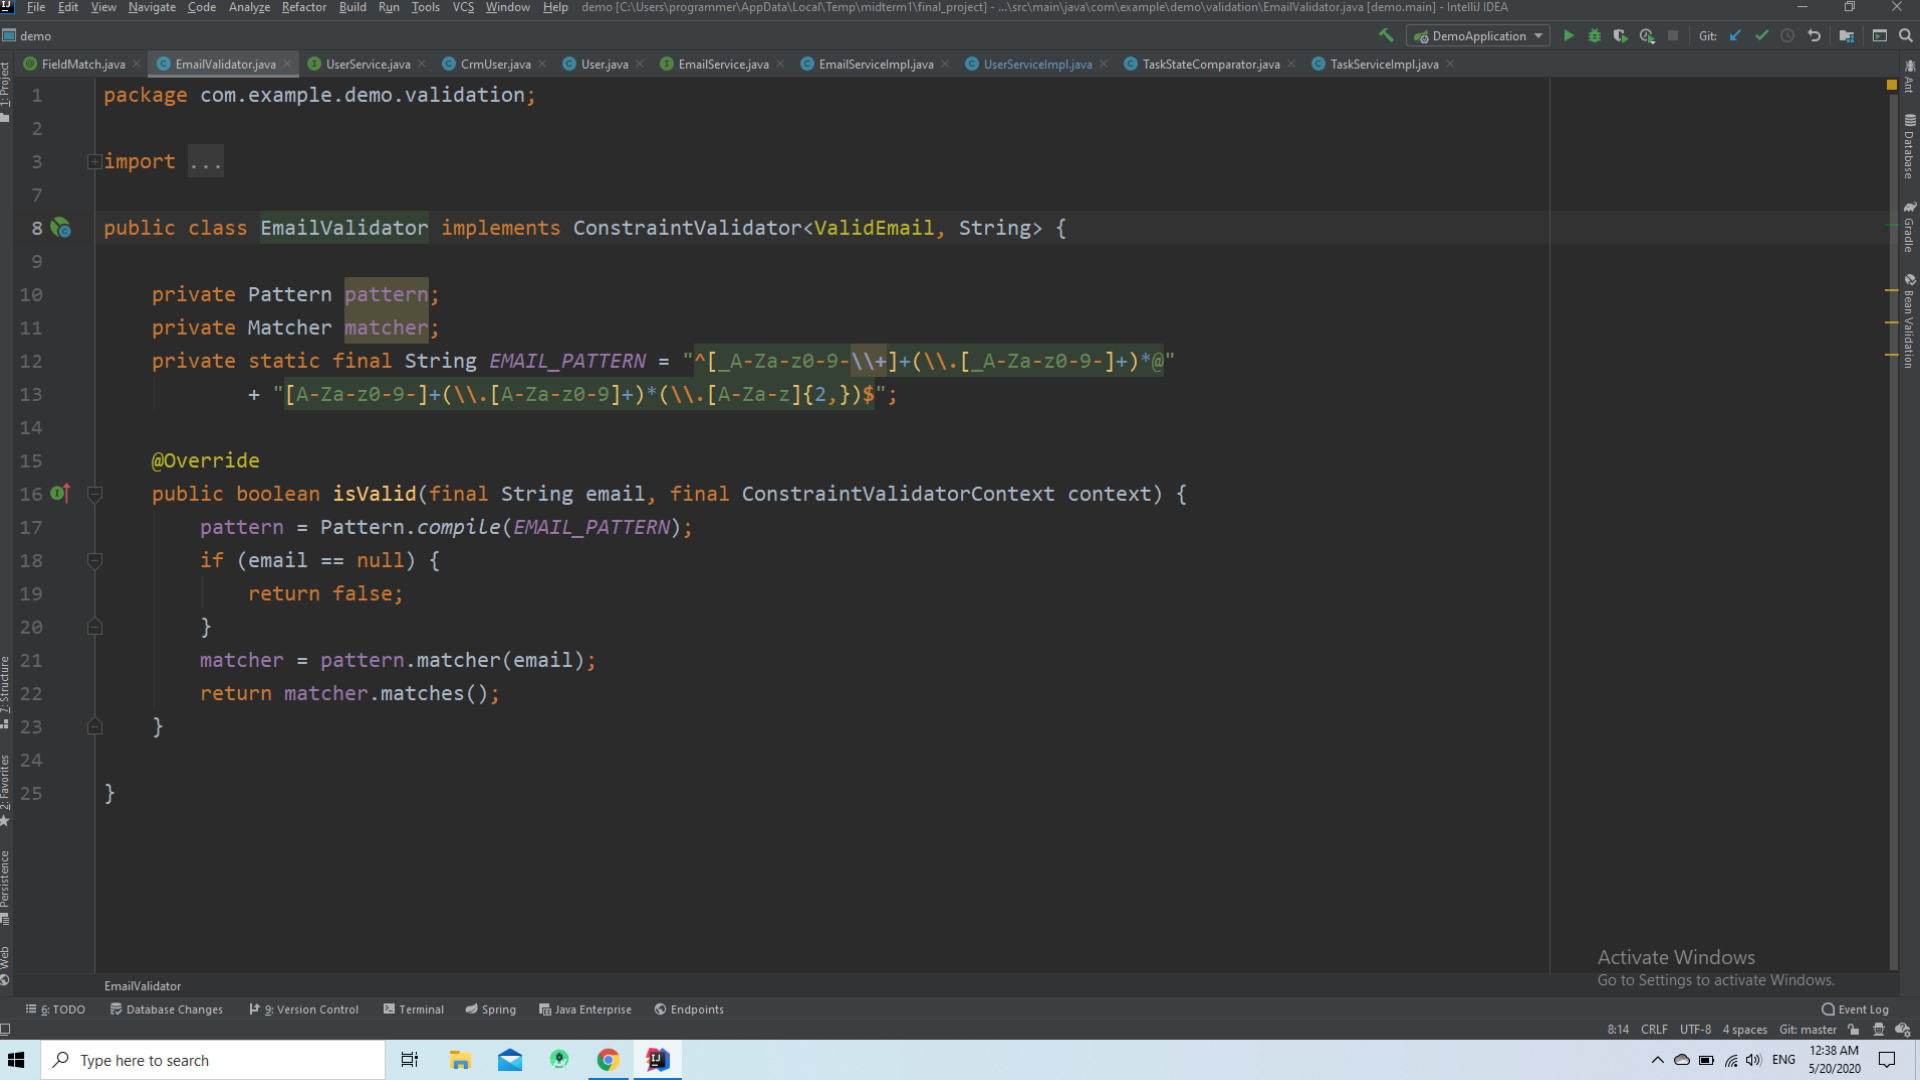 File Edit View Navigate Code Analyze Refactor Build Run Tools VCS Window Help demo [C:\Users\programmer\AppData\Local\Temp\midterm1\final_project] - ...\src\main\java\com\example\demo\validation\EmailValidator.java [demo.main] - IntelliJ IDEA
demo DemoApplication Git:
FieldMatch.java EmailValidator.java UserService.java CrmUser.java User.java EmailService.java EmailServiceImpl.java UserServiceImpl.java TaskStateComparator.java TaskServiceImpl.java
1: Project
7: Structure
2: Favorites
Persistence
Web
1 package com.example.demo.validation;
2
3 import ...
7
8 public class EmailValidator implements ConstraintValidator<ValidEmail, String> {
9
10 private Pattern pattern;
11 private Matcher matcher;
12 private static final String EMAIL_PATTERN = "^[_A-Za-z0-9-\\+]+(\\.[_A-Za-z0-9-]+)*@"
13 + "[A-Za-z0-9-]+(\\.[A-Za-z0-9]+)*(\\.[A-Za-z]{2,})$";
14
15 @Override
16 public boolean isValid(final String email, final ConstraintValidatorContext context) {
17 pattern = Pattern.compile(EMAIL_PATTERN);
18 if (email == null) {
19 return false;
20 }
21 matcher = pattern.matcher(email);
22 return matcher.matches();
23 }
24
25 }
Ant
Database
Gradle
Bean Validation
Activate Windows
Go to Settings to activate Windows.
EmailValidator
6: TODO Database Changes 9: Version Control Terminal Spring Java Enterprise Endpoints Event Log
8:14 CRLF UTF-8 4 spaces Git: master
Type here to search
ENG
12:38 AM
5/20/2020